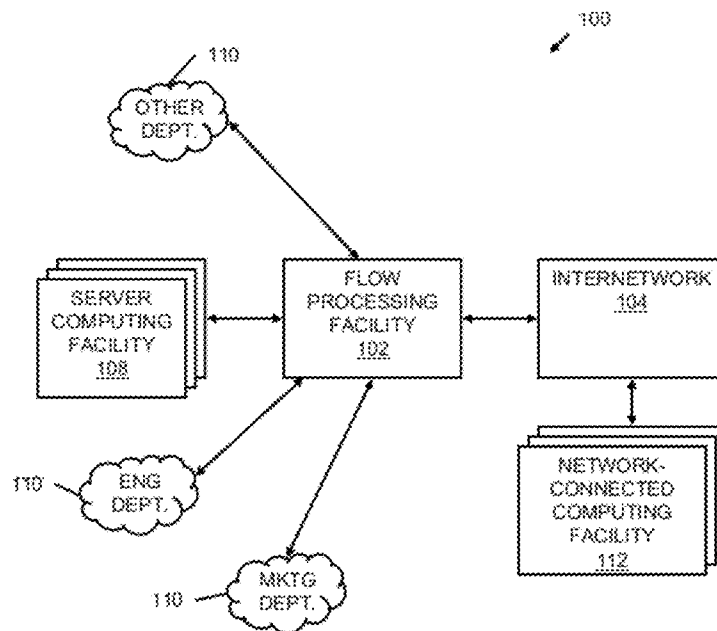 100
110
OTHER
DEPT.
SERVER
COMPUTING
FACILITY
108
FLOW
PROCESSING
FACILITY
102
INTERNETWORK
104
110
ENG
DEPT.
110
MKTG
DEPT.
NETWORK-
CONNECTED
COMPUTING
FACILITY
112